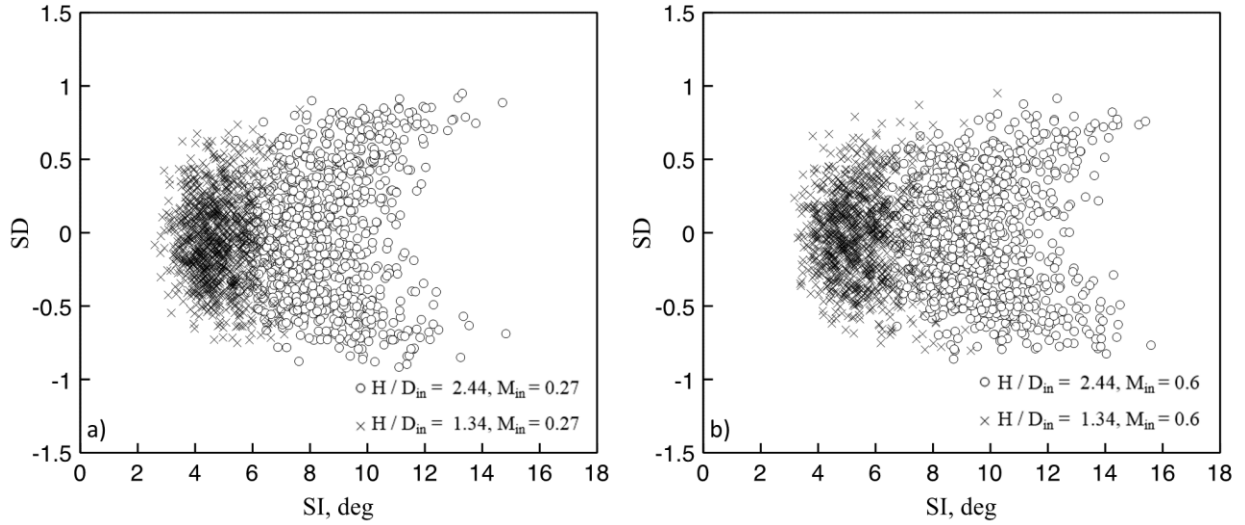 1.5
1
0.5
0
-0.5
-1
-1.5
SD
a)
○ H / D_in = 2.44, M_in = 0.27
× H / D_in = 1.34, M_in = 0.27
0 2 4 6 8 10 12 14 16 18
SI, deg
1.5
1
0.5
0
-0.5
-1
-1.5
SD
b)
○ H / D_in = 2.44, M_in = 0.6
× H / D_in = 1.34, M_in = 0.6
0 2 4 6 8 10 12 14 16 18
SI, deg